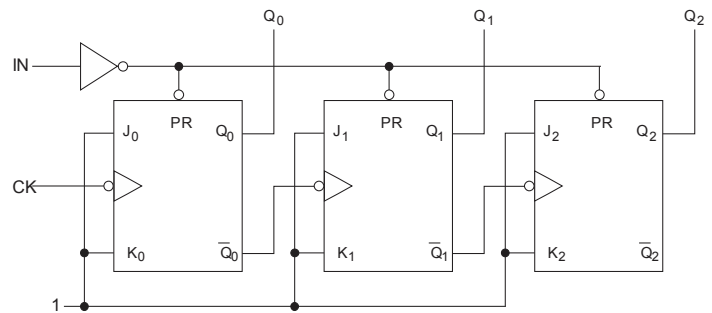 Q₀ Q₁ Q₂
IN
PR PR PR
J₀ Q₀ J₁ Q₁ J₂ Q₂
CK
K₀ Q̅₀ K₁ Q̅₁ K₂ Q̅₂
1